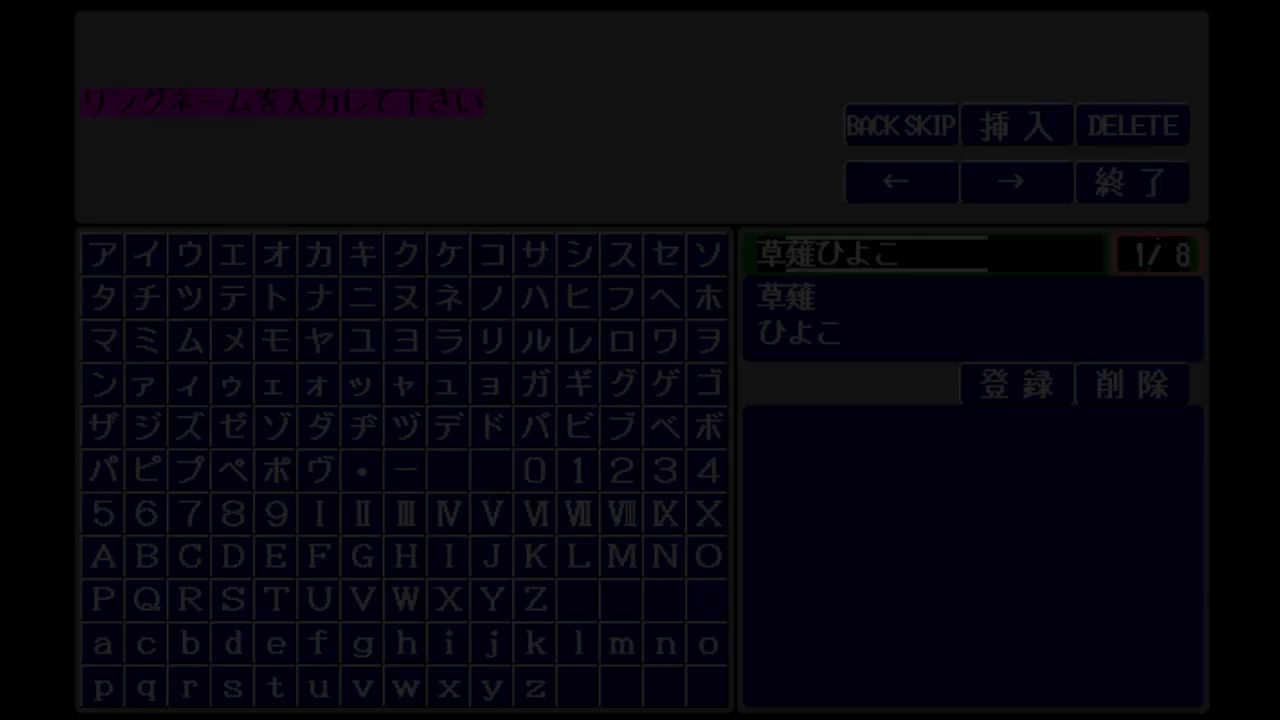 リングネームを入力して下さい
BACK SKIP 挿入 DELETE
← → 終了
アイウエオカキクケコサシスセソ
タチツテトナニヌネノハヒフヘホ
マミムメモヤユヨラリルレロワヲ
ンァィゥェォッャュョガギグゲゴ
ザジズゼゾダヂヅデドバビブベボ
パピプペポヴ・ー 01234
56789ⅠⅡⅢⅣⅤⅥⅦⅧⅨⅩ
ABCDEFGHIJKLMNO
PQRSTUVWXYZ
acbdefghijklmno
pqrstuvwxyz
草薙ひよこ 1/ 8
草薙
ひよこ
登録 削除